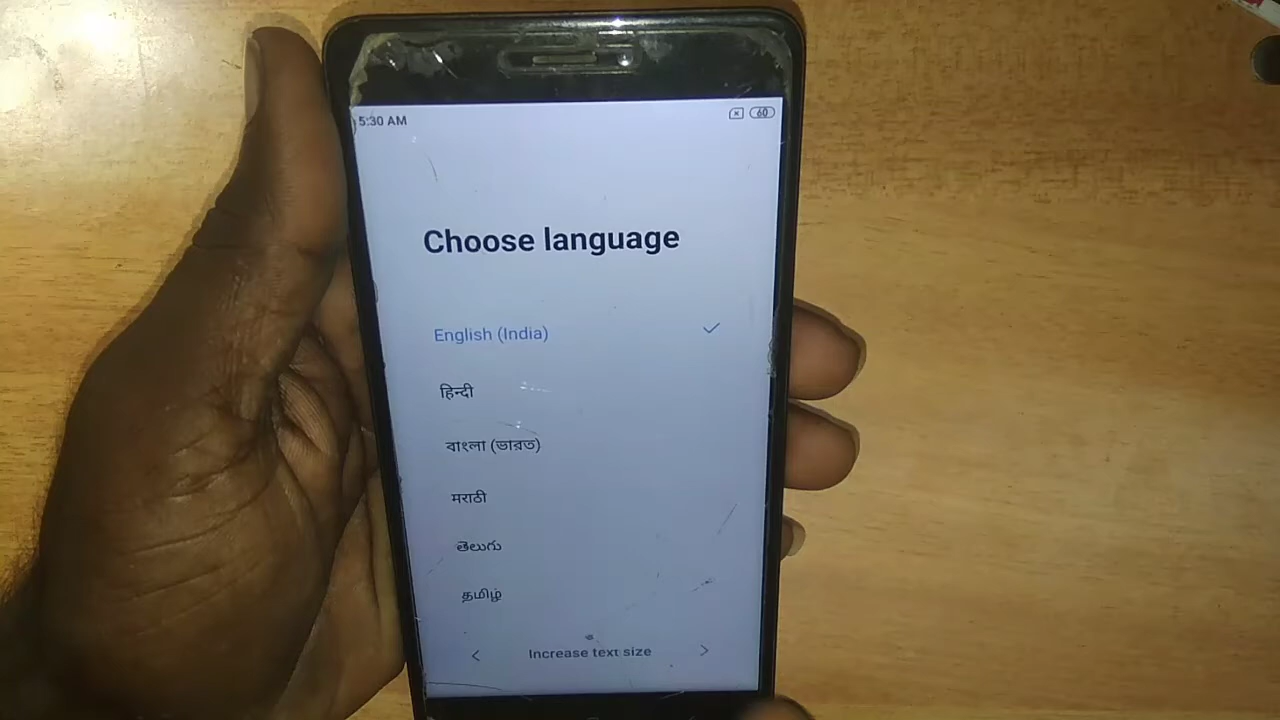 5:30 AM
60
Choose language
English (India)
हिन्दी
বাংলা (ভারত)
मराठी
తెలుగు
தமிழ்
Increase text size